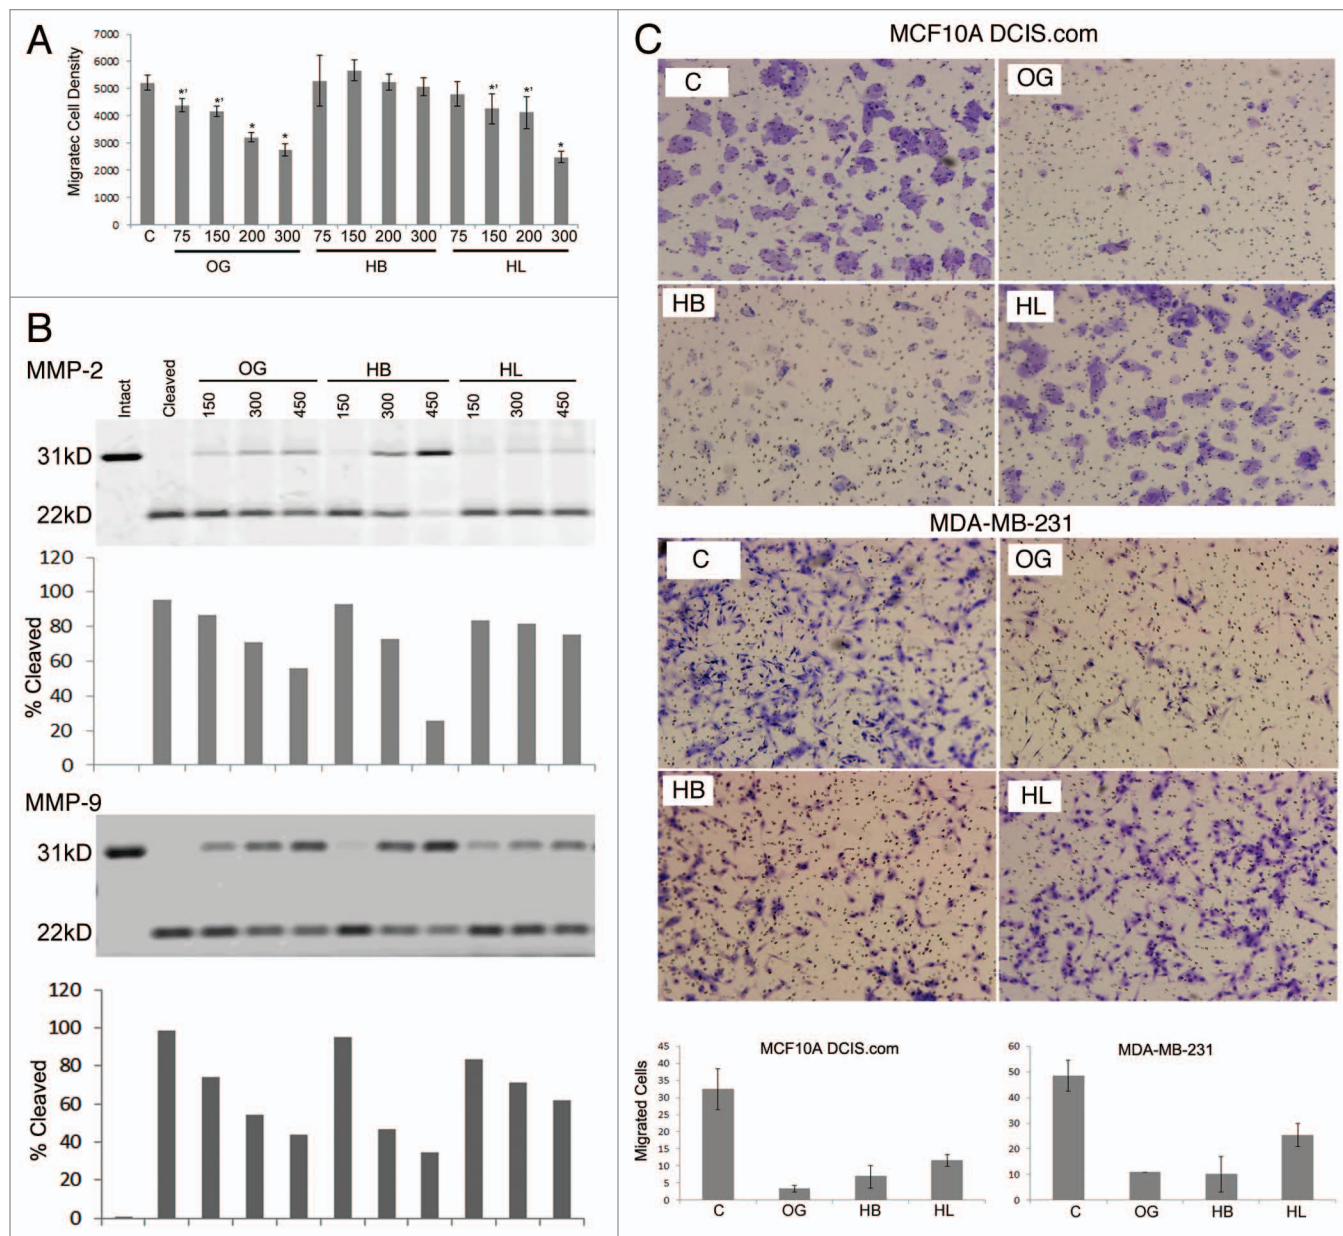 A
Migratec Cell Density
7000
6000
5000
4000
3000
2000
1000
0
*' *' * * *' *' *
C 75 150 200 300 75 150 200 300 75 150 200 300
OG HB HL
B
MMP-2
OG HB HL
Intact Cleaved 150 300 450 150 300 450 150 300 450
31kD
22kD
% Cleaved
120
100
80
60
40
20
0
MMP-9
31kD
22kD
% Cleaved
120
100
80
60
40
20
0
C
MCF10A DCIS.com
C OG
HB HL
MDA-MB-231
C OG
HB HL
MCF10A DCIS.com
Migrated Cells
45
40
35
30
25
20
15
10
5
0
C OG HB HL
MDA-MB-231
60
50
40
30
20
10
0
C OG HB HL